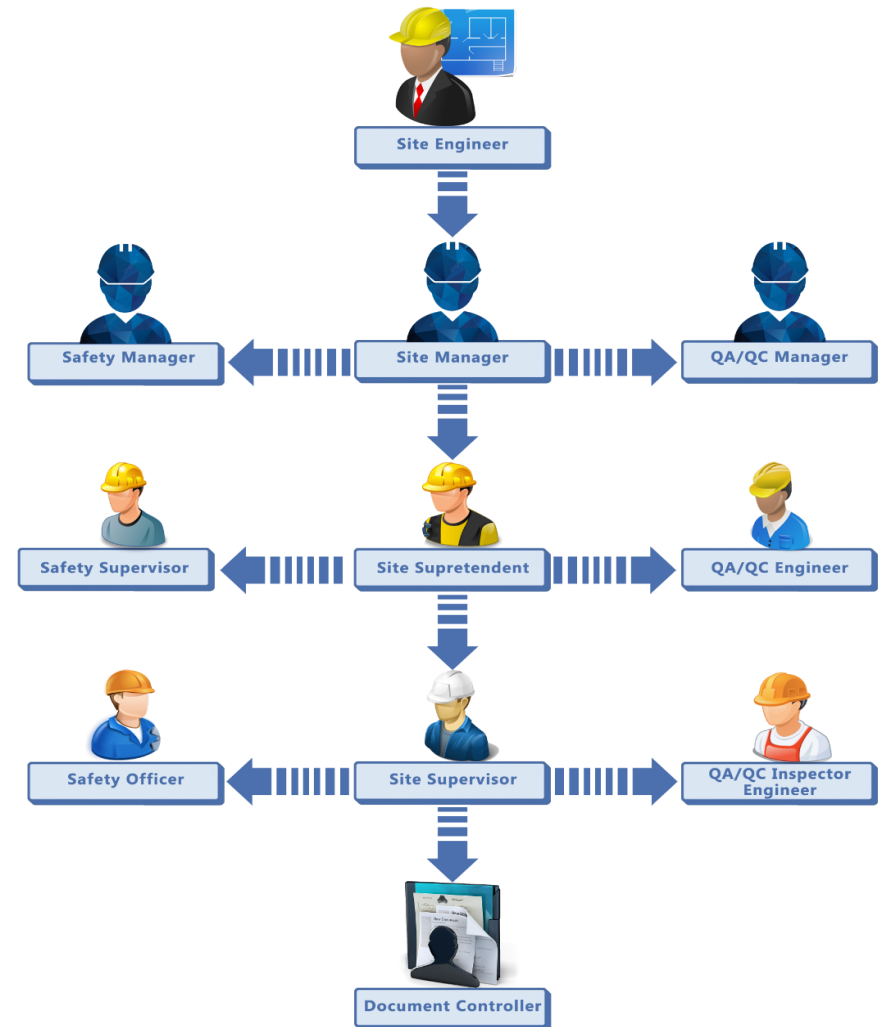 Site Engineer
Safety Manager
Site Manager
QA/QC Manager
Safety Supervisor
Site Supretendent
QA/QC Engineer
Safety Officer
Site Supervisor
QA/QC Inspector
Engineer
Document Controller